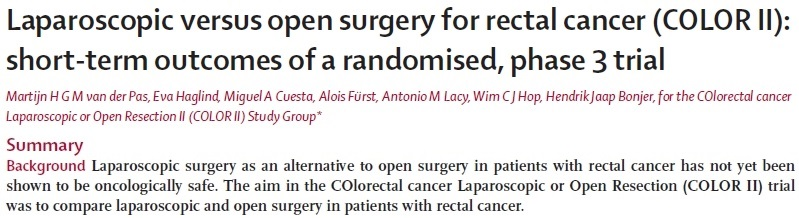 Laparoscopic versus open surgery for rectal cancer (COLOR II):
short-term outcomes of a randomised, phase 3 trial
Martijn H G M van der Pas, Eva Haglind, Miguel A Cuesta, Alois Fürst, Antonio M Lacy, Wim C J Hop, Hendrik Jaap Bonjer, for the COlorectal cancer
Laparoscopic or Open Resection II (COLOR II) Study Group*
Summary
Background Laparoscopic surgery as an alternative to open surgery in patients with rectal cancer has not yet been
shown to be oncologically safe. The aim in the COlorectal cancer Laparoscopic or Open Resection (COLOR II) trial
was to compare laparoscopic and open surgery in patients with rectal cancer.